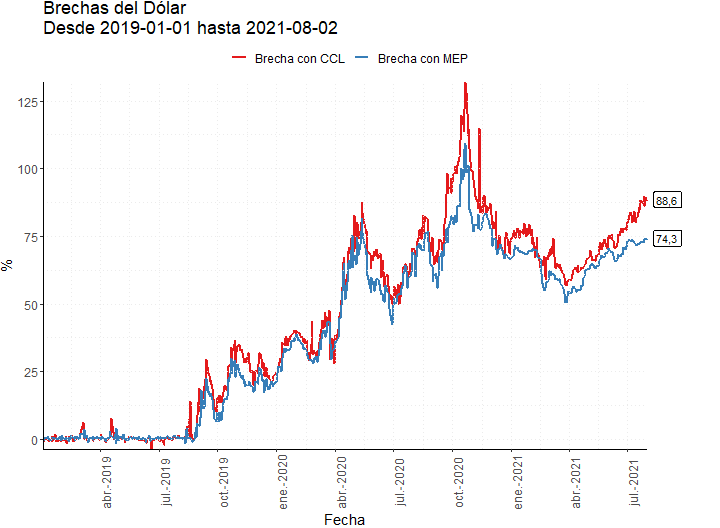 Brechas del Dólar
Desde 2019-01-01 hasta 2021-08-02
Brecha con CCL
Brecha con MEP
%
125
100
75
50
25
0
88,6
74,3
abr.-2019
jul.-2019
oct.-2019
ene.-2020
abr.-2020
jul.-2020
oct.-2020
ene.-2021
abr.-2021
jul.-2021
Fecha